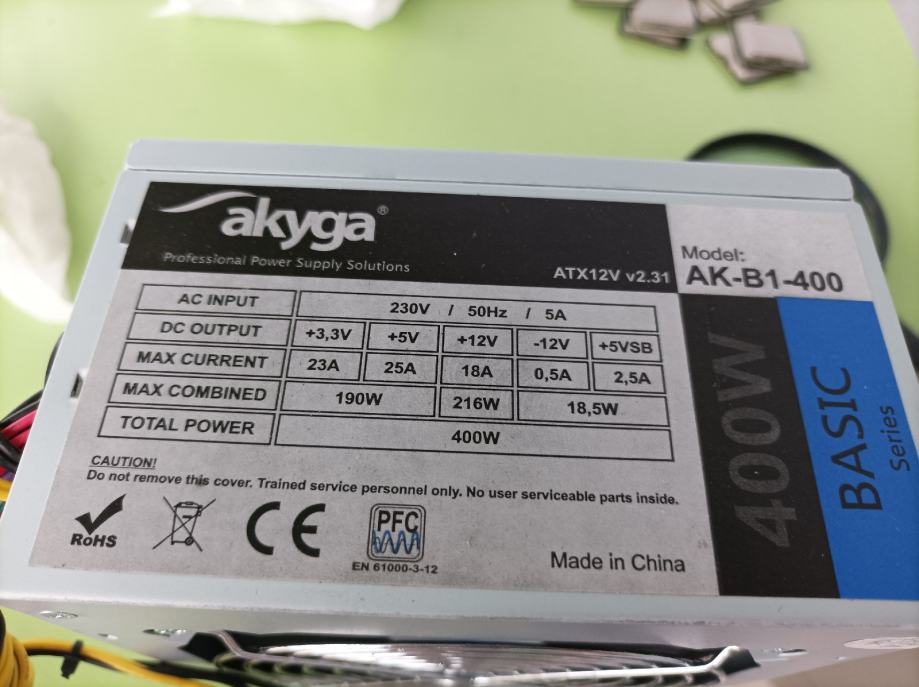 akyga®
Professional Power Supply Solutions
ATX12V v2.31
Model:
AK-B1-400
AC INPUT 230V / 50Hz / 5A
DC OUTPUT +3,3V +5V +12V -12V +5VSB
MAX CURRENT 23A 25A 18A 0,5A 2,5A
MAX COMBINED 190W 216W 18,5W
TOTAL POWER 400W
400W
BASIC
Series
CAUTION!
Do not remove this cover. Trained service personnel only. No user serviceable parts inside.
RoHS
CE
PFC
EN 61000-3-12
Made in China